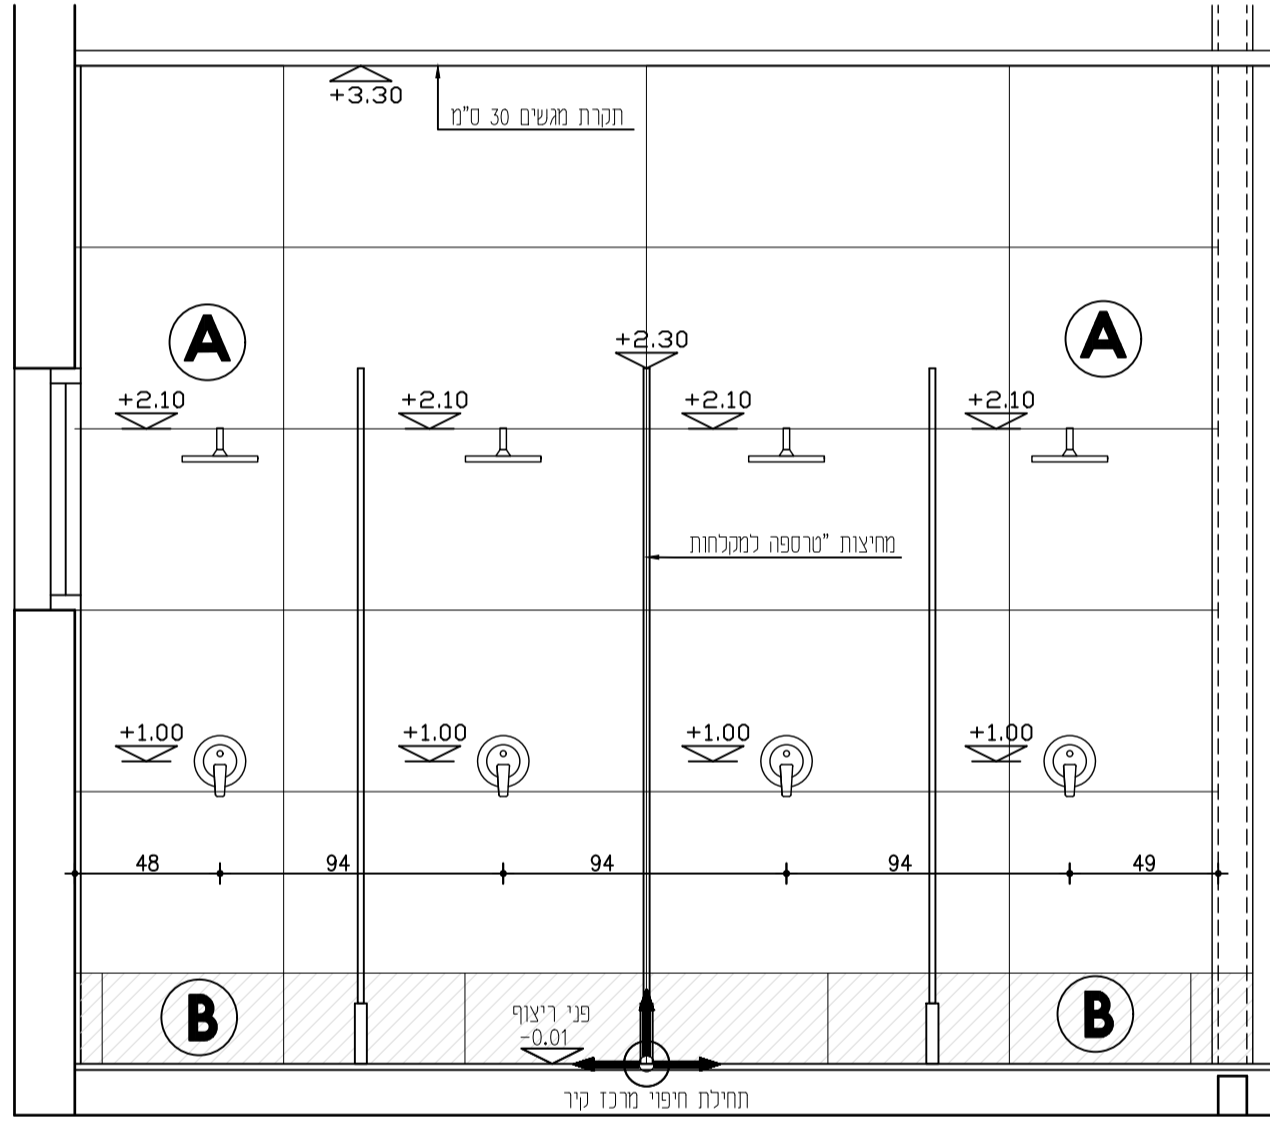 +3.30
תקרת מגשים 30 ס"מ
A
A
+2.30
+2.10
+2.10
+2.10
+2.10
מחיצות "טרספה למקלחות
+1.00
+1.00
+1.00
+1.00
48
94
94
94
49
B
B
פני ריצוף
-0.01
תחילת חיפוי מרכז קיר